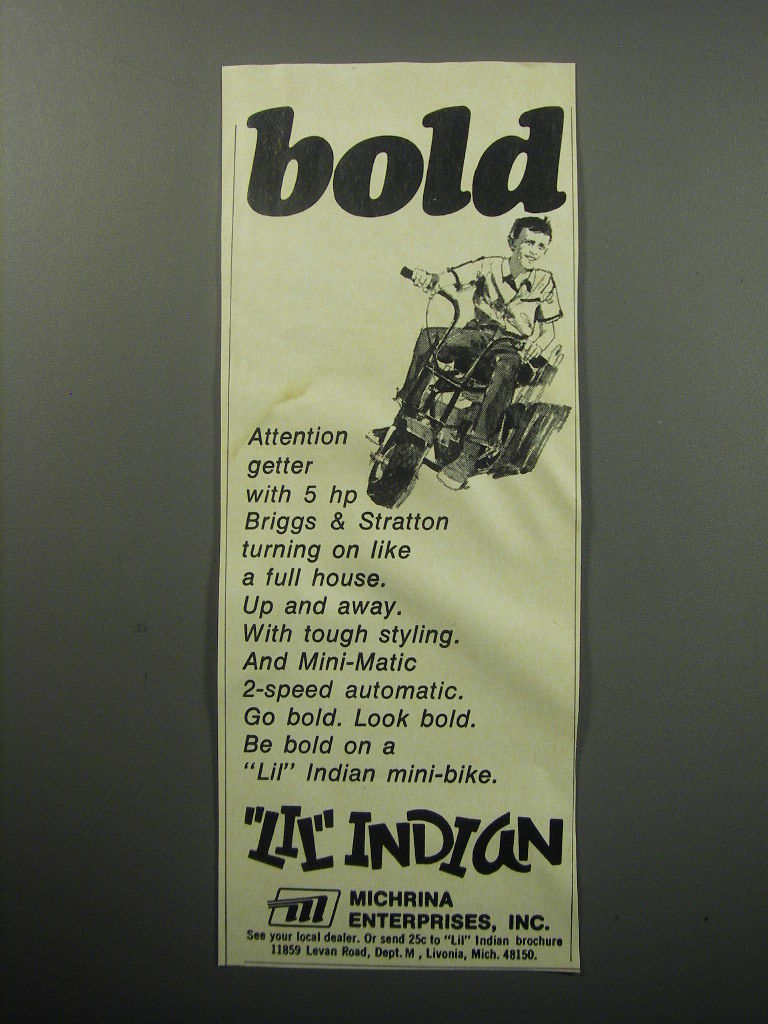 bold
Attention
getter
with 5 hp
Briggs & Stratton
turning on like
a full house.
Up and away.
With tough styling.
And Mini-Matic
2-speed automatic.
Go bold. Look bold.
Be bold on a
"Lil" Indian mini-bike.
"LIL" INDIAN
m MICHRINA
ENTERPRISES, INC.
See your local dealer. Or send 25c to "Lil" Indian brochure
11859 Levan Road, Dept. M , Livonia, Mich. 48150.